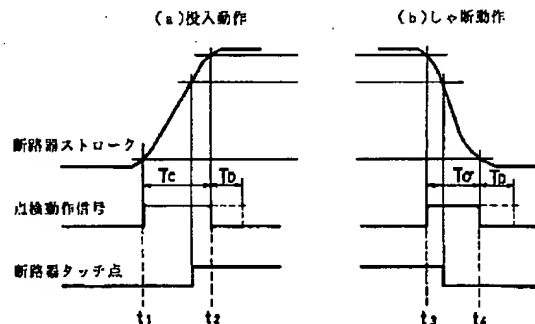 (a)投入動作
(b)しゃ断動作
断路器ストローク
Tc
TD
To
TD
点検動作信号
断路器タッチ点
t1
t2
t3
t4